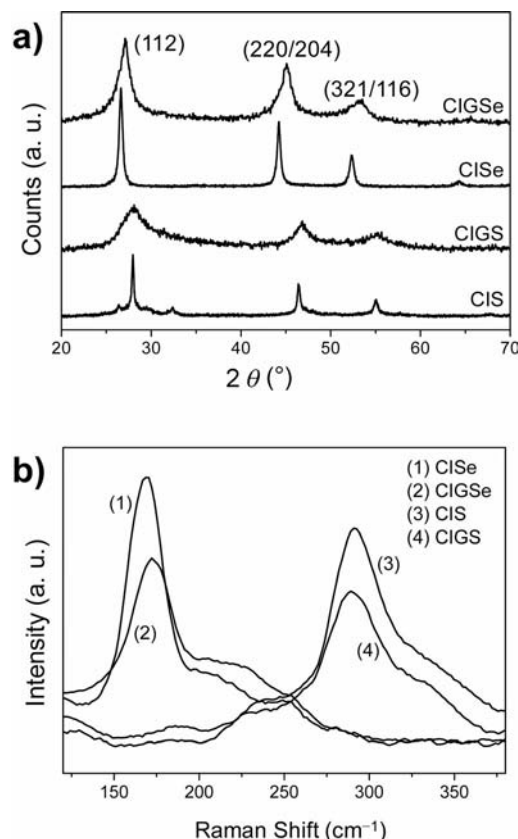 a)
(112)
(220/204)
(321/116)
CIGSe
CISe
CIGS
CIS
Counts (a. u.)
20 30 40 50 60 70
2 θ (°)
b)
(1) CISe
(2) CIGSe
(3) CIS
(4) CIGS
(1)
(2)
(3)
(4)
Intensity (a. u.)
150 200 250 300 350
Raman Shift (cm⁻¹)